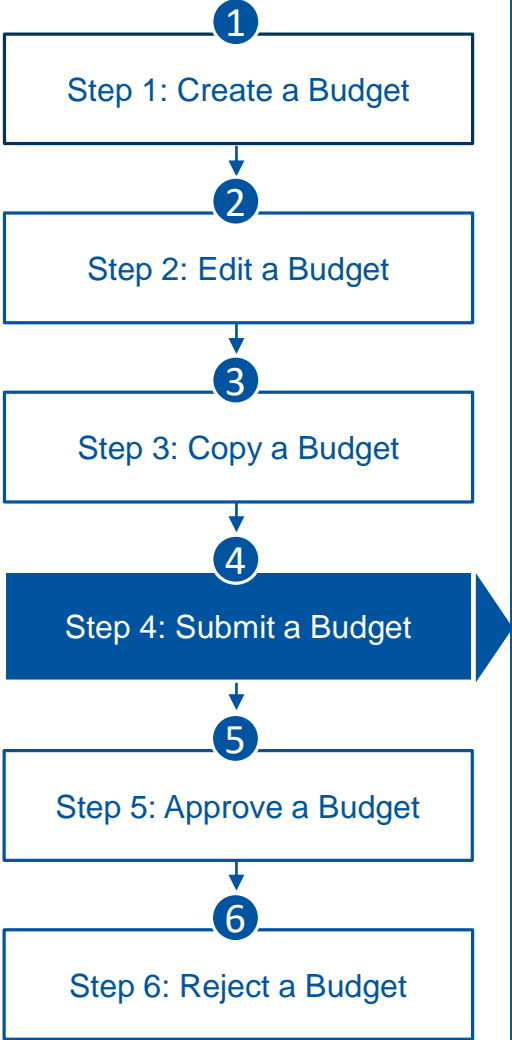 1
Step 1: Create a Budget
2
Step 2: Edit a Budget
3
Step 3: Copy a Budget
4
Step 4: Submit a Budget
5
Step 5: Approve a Budget
6
Step 6: Reject a Budget